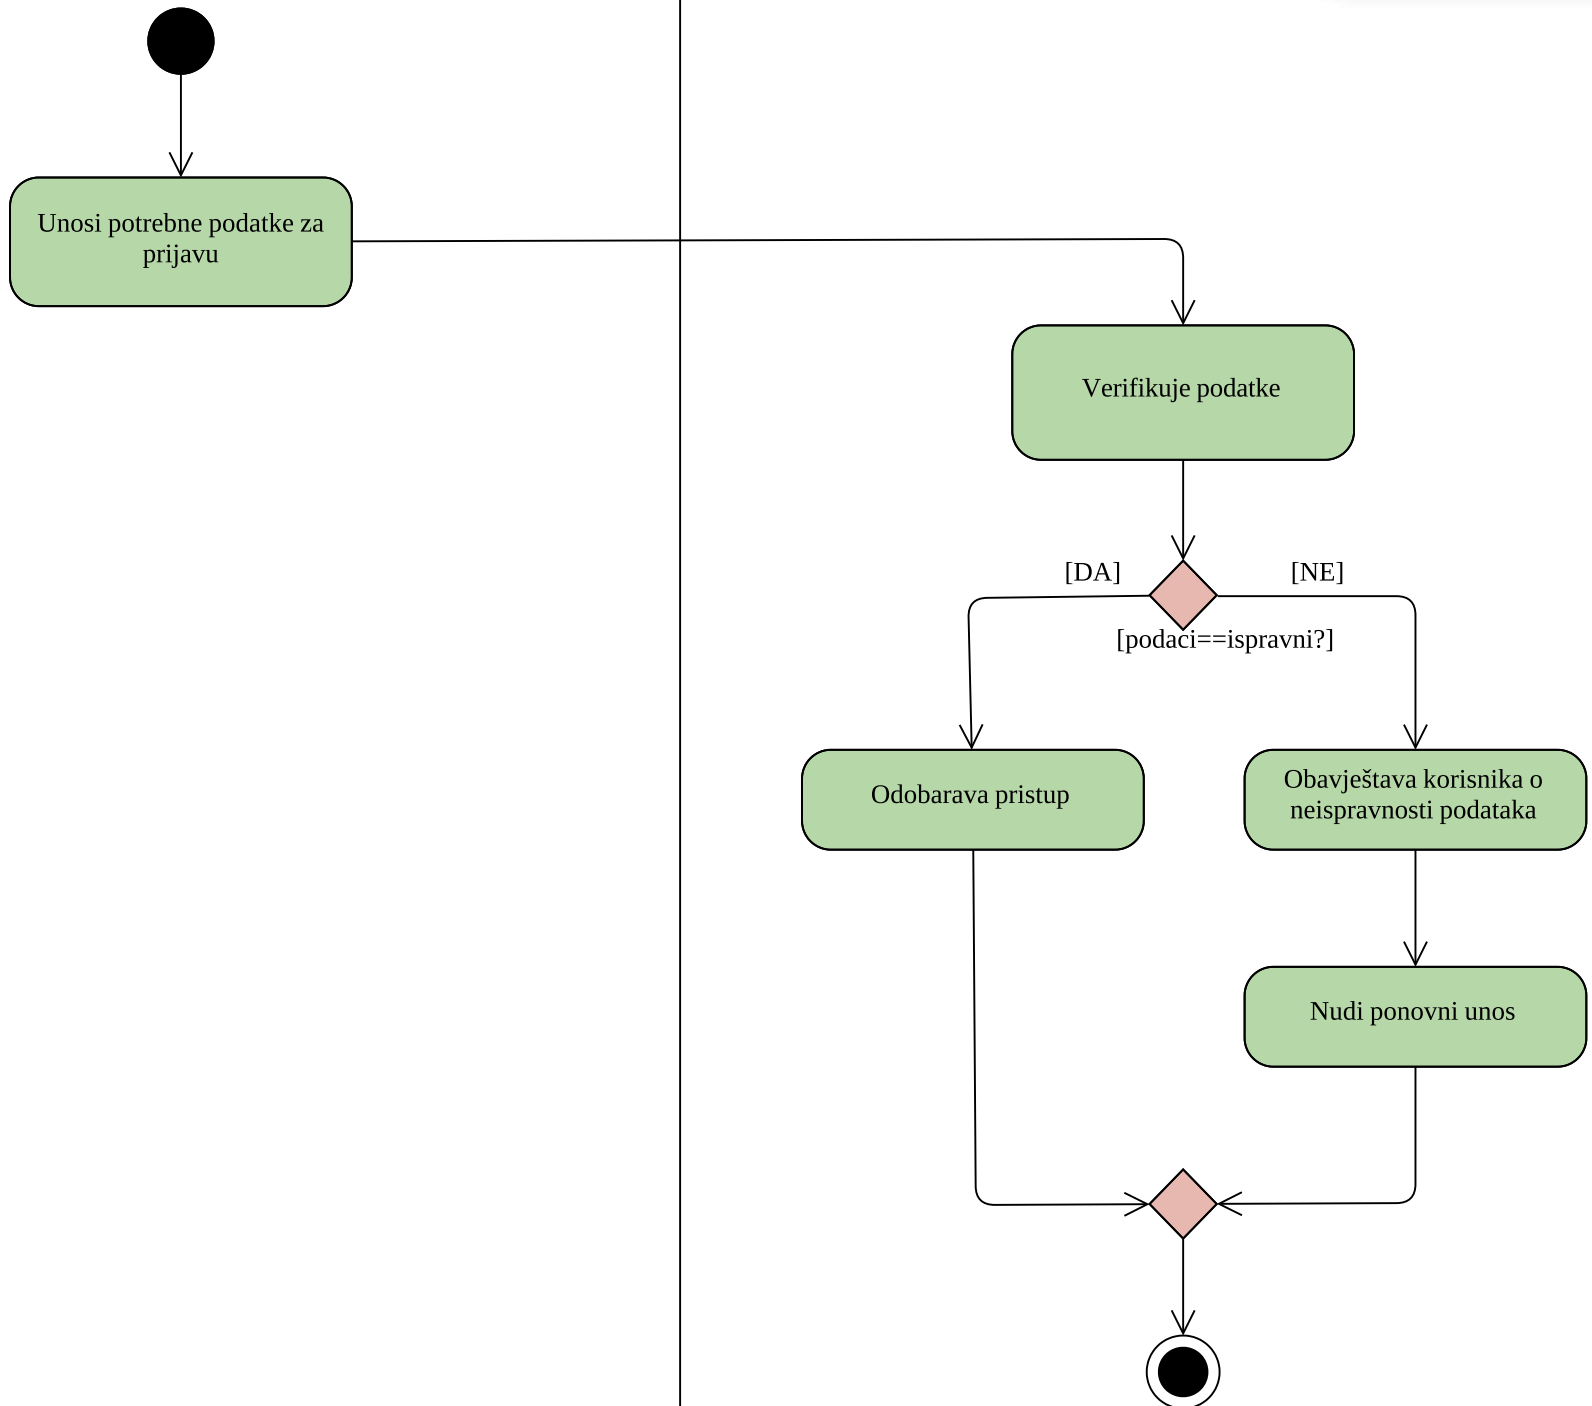 Unosi potrebne podatke za
prijavu
Verifikuje podatke
[DA]
[NE]
[podaci==ispravni?]
Odobarava pristup
Obavještava korisnika o
neispravnosti podataka
Nudi ponovni unos